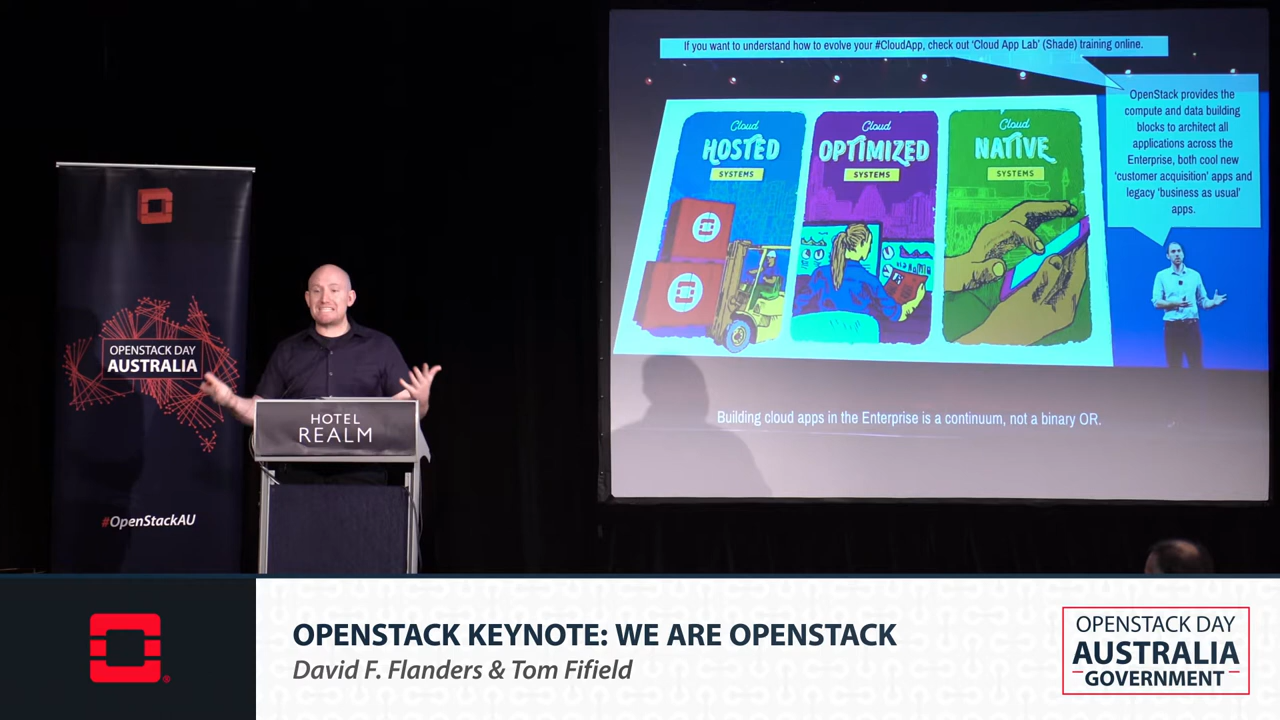 If you want to understand how to evolve your #CloudApp, check out 'Cloud App Lab' (Shade) training online.
OpenStack provides the
compute and data building
blocks to architect all
applications across the
Enterprise, both cool new
'customer acquisition' apps and
legacy 'business as usual'
apps.
Cloud
HOSTED
SYSTEMS
Cloud
OPTIMIZED
SYSTEMS
Cloud
NATIVE
SYSTEMS
Building cloud apps in the Enterprise is a continuum, not a binary OR.
OPENSTACK DAY
AUSTRALIA
#OpenStackAU
HOTEL
REALM
OPENSTACK KEYNOTE: WE ARE OPENSTACK
David F. Flanders & Tom Fifield
OPENSTACK DAY
AUSTRALIA
GOVERNMENT